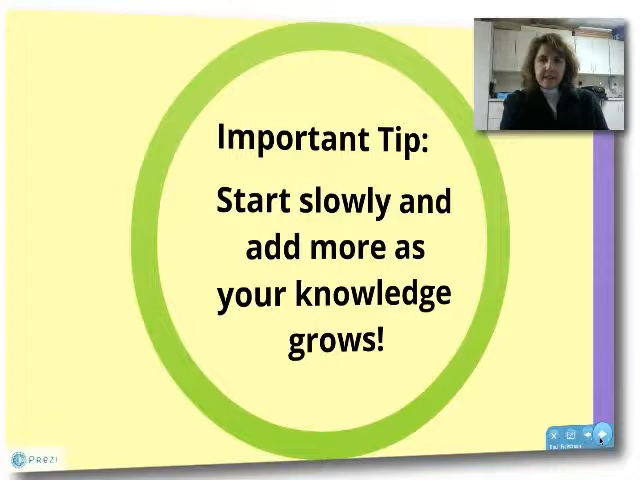 Important Tip:
Start slowly and
add more as
your knowledge
grows!
Prezi